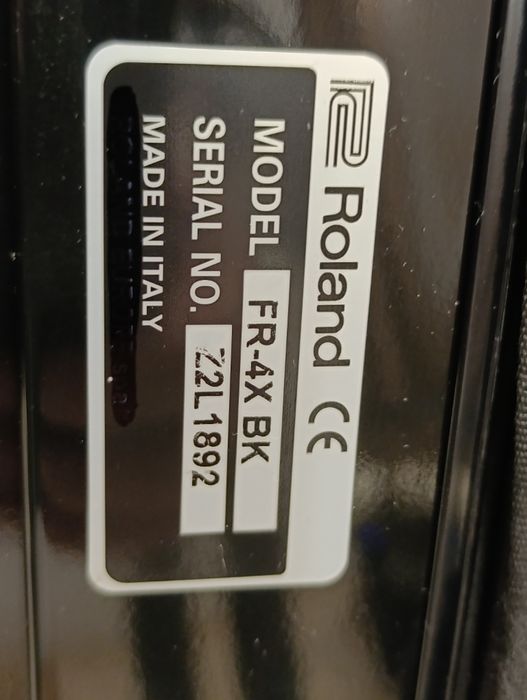 Roland CE
MODEL FR-4X BK
SERIAL NO. Z2L1892
MADE IN ITALY